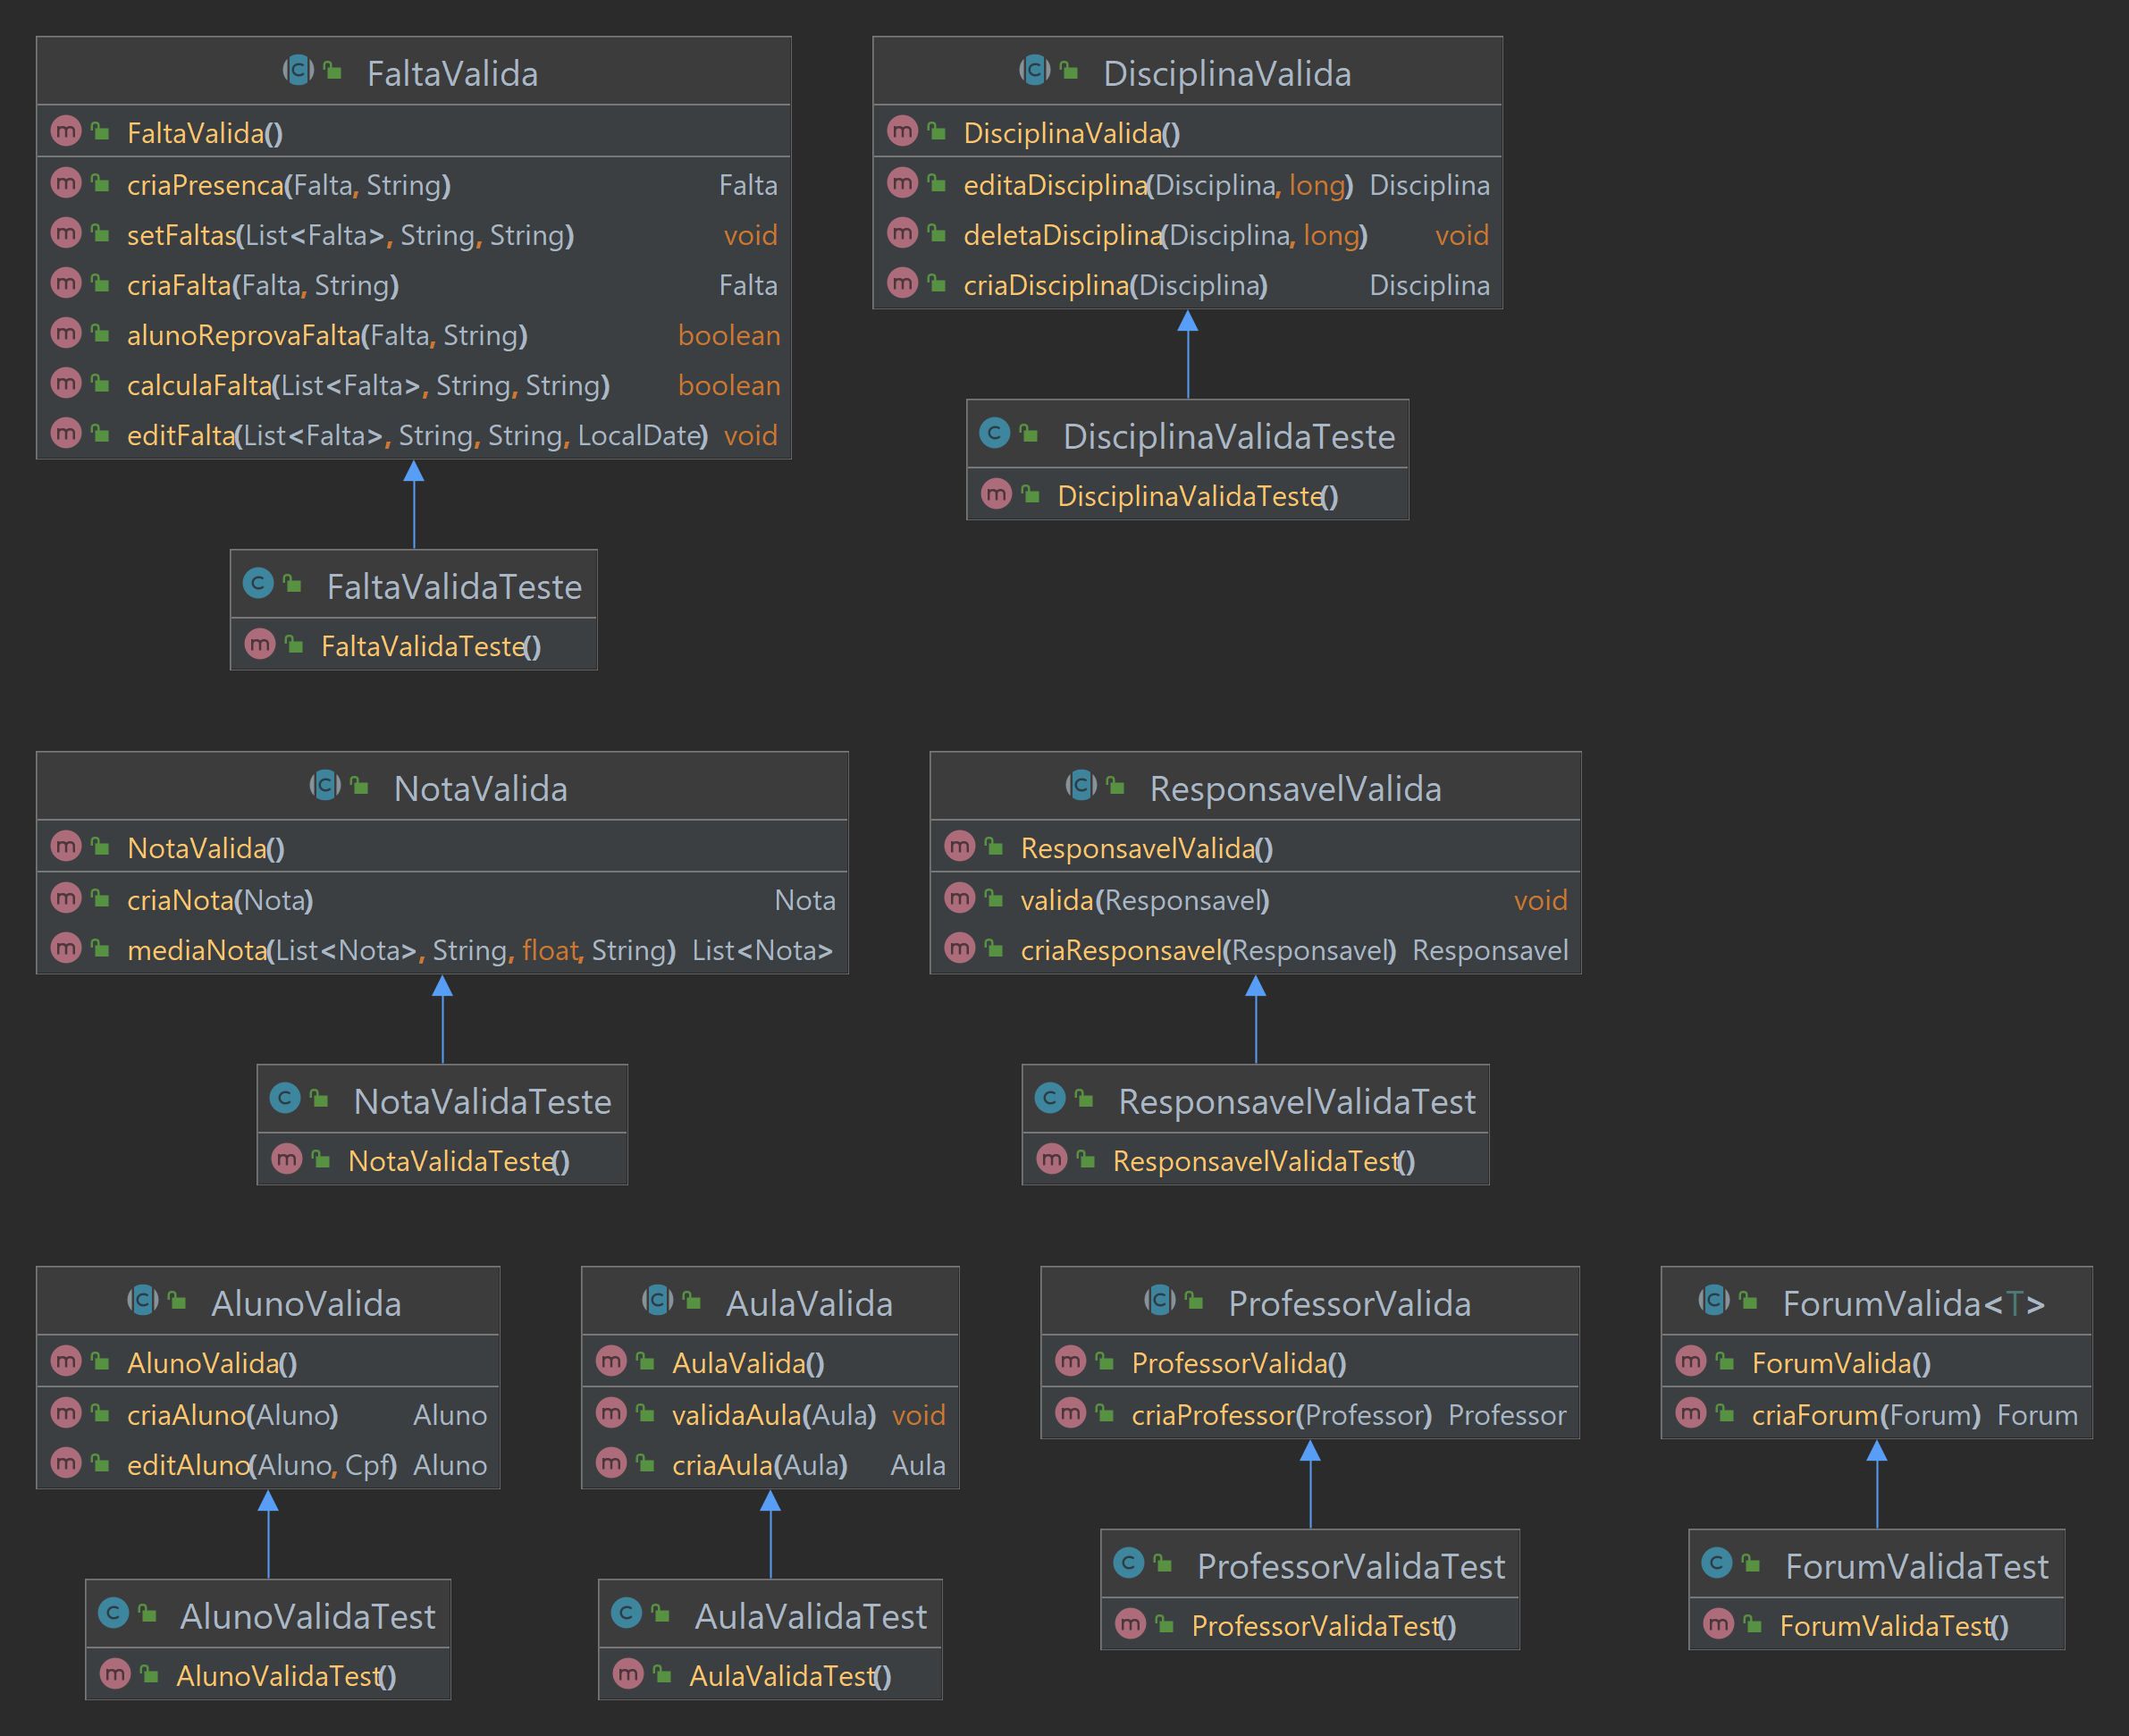 FaltaValida
FaltaValida()
criaPresenca(Falta, String) Falta
setFaltas(List<Falta>, String, String) void
criaFalta(Falta, String) Falta
alunoReprovaFalta(Falta, String) boolean
calculaFalta(List<Falta>, String, String) boolean
editFalta(List<Falta>, String, String, LocalDate) void
FaltaValidaTeste
FaltaValidaTeste()
DisciplinaValida
DisciplinaValida()
editaDisciplina(Disciplina, long) Disciplina
deletaDisciplina(Disciplina, long) void
criaDisciplina(Disciplina) Disciplina
DisciplinaValidaTeste
DisciplinaValidaTeste()
NotaValida
NotaValida()
criaNota(Nota) Nota
mediaNota(List<Nota>, String, float, String) List<Nota>
NotaValidaTeste
NotaValidaTeste()
ResponsavelValida
ResponsavelValida()
valida(Responsavel) void
criaResponsavel(Responsavel) Responsavel
ResponsavelValidaTest
ResponsavelValidaTest()
AlunoValida
AlunoValida()
criaAluno(Aluno) Aluno
editAluno(Aluno, Cpf) Aluno
AlunoValidaTest
AlunoValidaTest()
AulaValida
AulaValida()
validaAula(Aula) void
criaAula(Aula) Aula
AulaValidaTest
AulaValidaTest()
ProfessorValida
ProfessorValida()
criaProfessor(Professor) Professor
ProfessorValidaTest
ProfessorValidaTest()
ForumValida<T>
ForumValida()
criaForum(Forum) Forum
ForumValidaTest
ForumValidaTest()